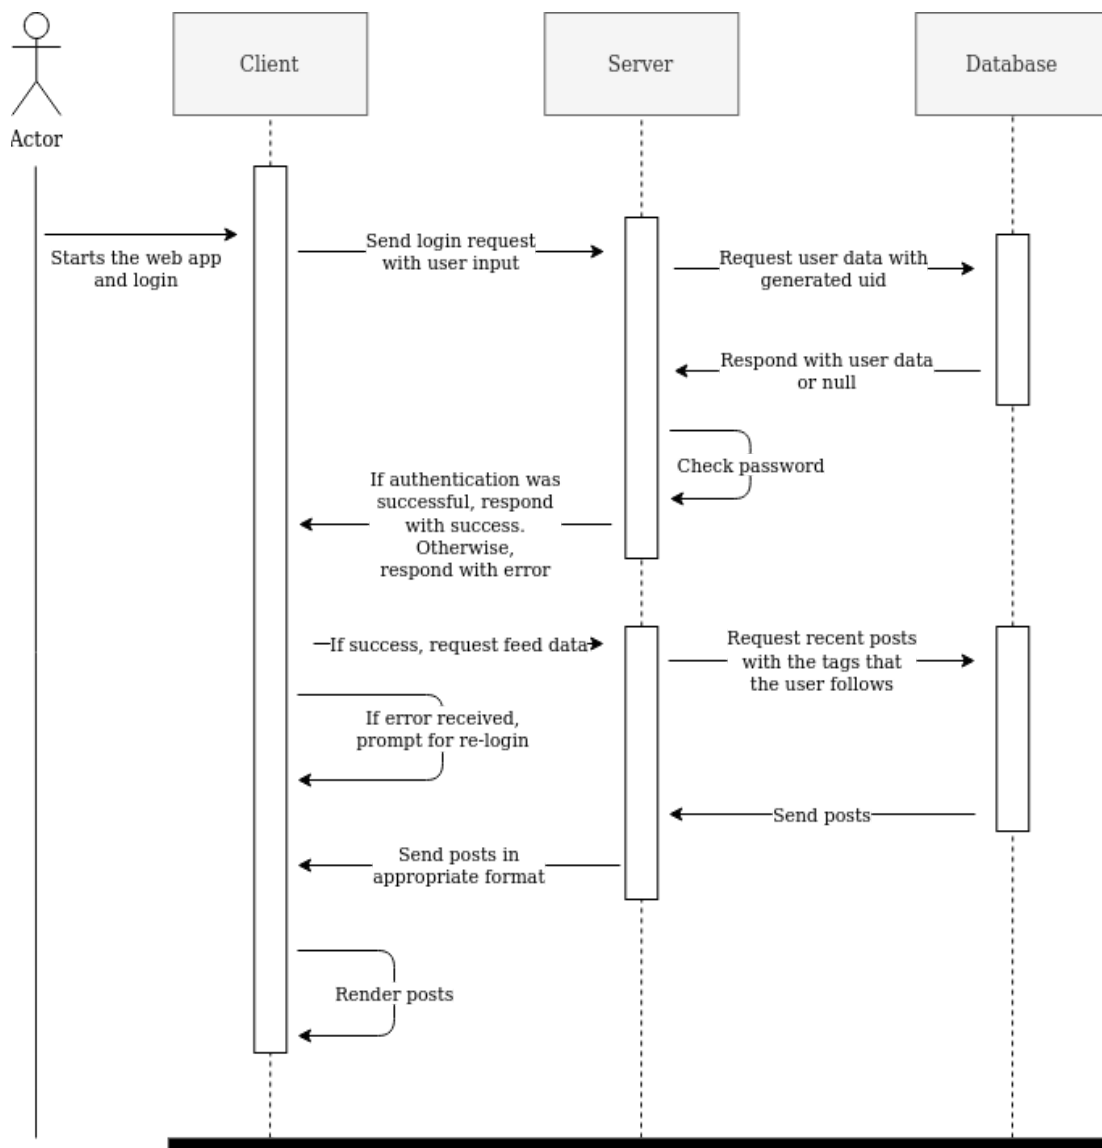 Client
Server
Database
Actor
Starts the web app
and login
Send login request
with user input
Request user data with
generated uid
Respond with user data
or null
Check password
If authentication was
successful, respond
with success.
Otherwise,
respond with error
If success, request feed data
Request recent posts
with the tags that
the user follows
If error received,
prompt for re-login
Send posts
Send posts in
appropriate format
Render posts